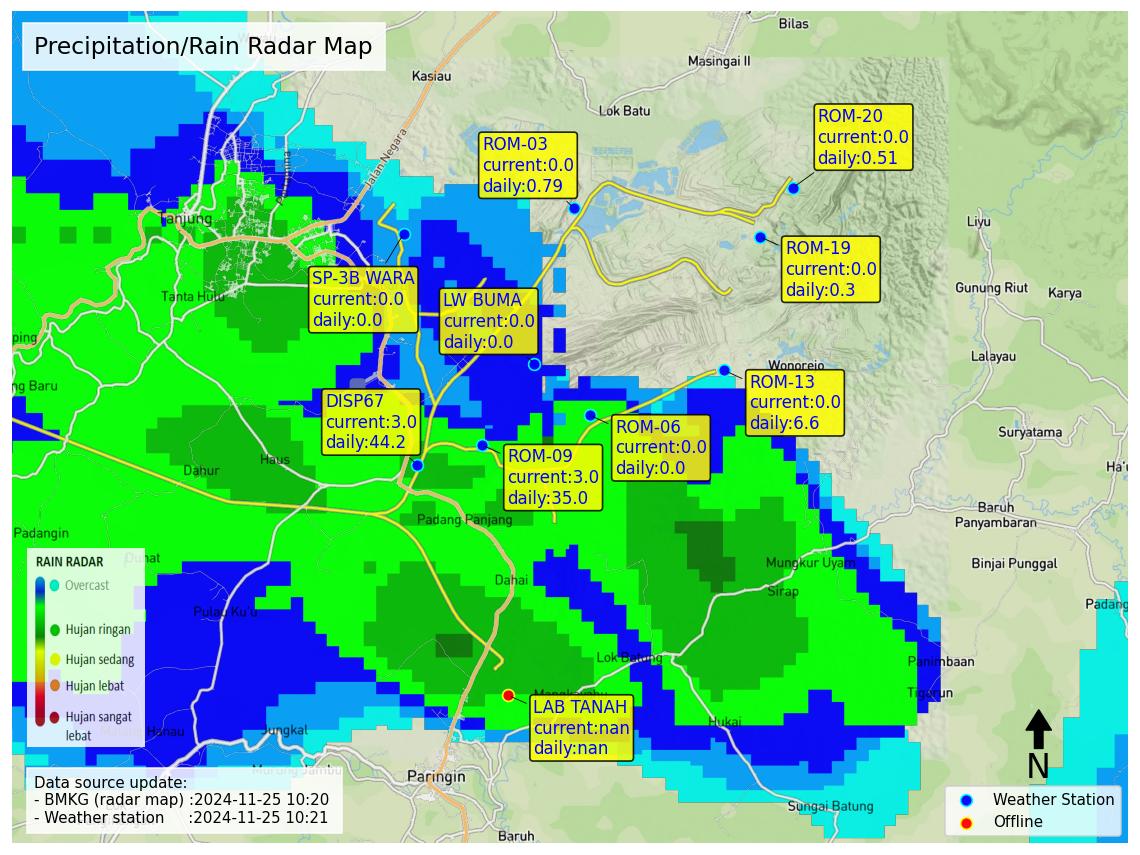 Precipitation/Rain Radar Map
Bilas
Masingai II
Kasiau
Lok Batu
Jalan Negara
ROM-20
current:0.0
daily:0.51
ROM-03
current:0.0
daily:0.79
Tanjung
Liyu
ROM-19
current:0.0
daily:0.3
SP-3B WARA
current:0.0
daily:0.0
LW BUMA
current:0.0
daily:0.0
Tanta Hulu
Gunung Riut
Karya
ping
Lalayau
Wonorejo
ng Baru
ROM-13
current:0.0
daily:6.6
DISP67
current:3.0
daily:44.2
ROM-06
current:0.0
daily:0.0
Suryatama
Haus
Dahur
ROM-09
current:3.0
daily:35.0
Ha'u
Baruh
Panyambaran
Padang Panjang
Padangin
Binjai Punggal
Mungkur Uyam
Dahai
Sirap
Padang
Pulau Ku'u
RAIN RADAR
Overcast
Hujan ringan
Hujan sedang
Hujan lebat
Hujan sangat
lebat
Lok Batung
Panimbaan
Tigarun
LAB TANAH
current:nan
daily:nan
Hukai
Jungkal
Murung Jambu
Paringin
Sungai Batung
Baruh
Data source update:
- BMKG (radar map) :2024-11-25 10:20
- Weather station :2024-11-25 10:21
N
Weather Station
Offline